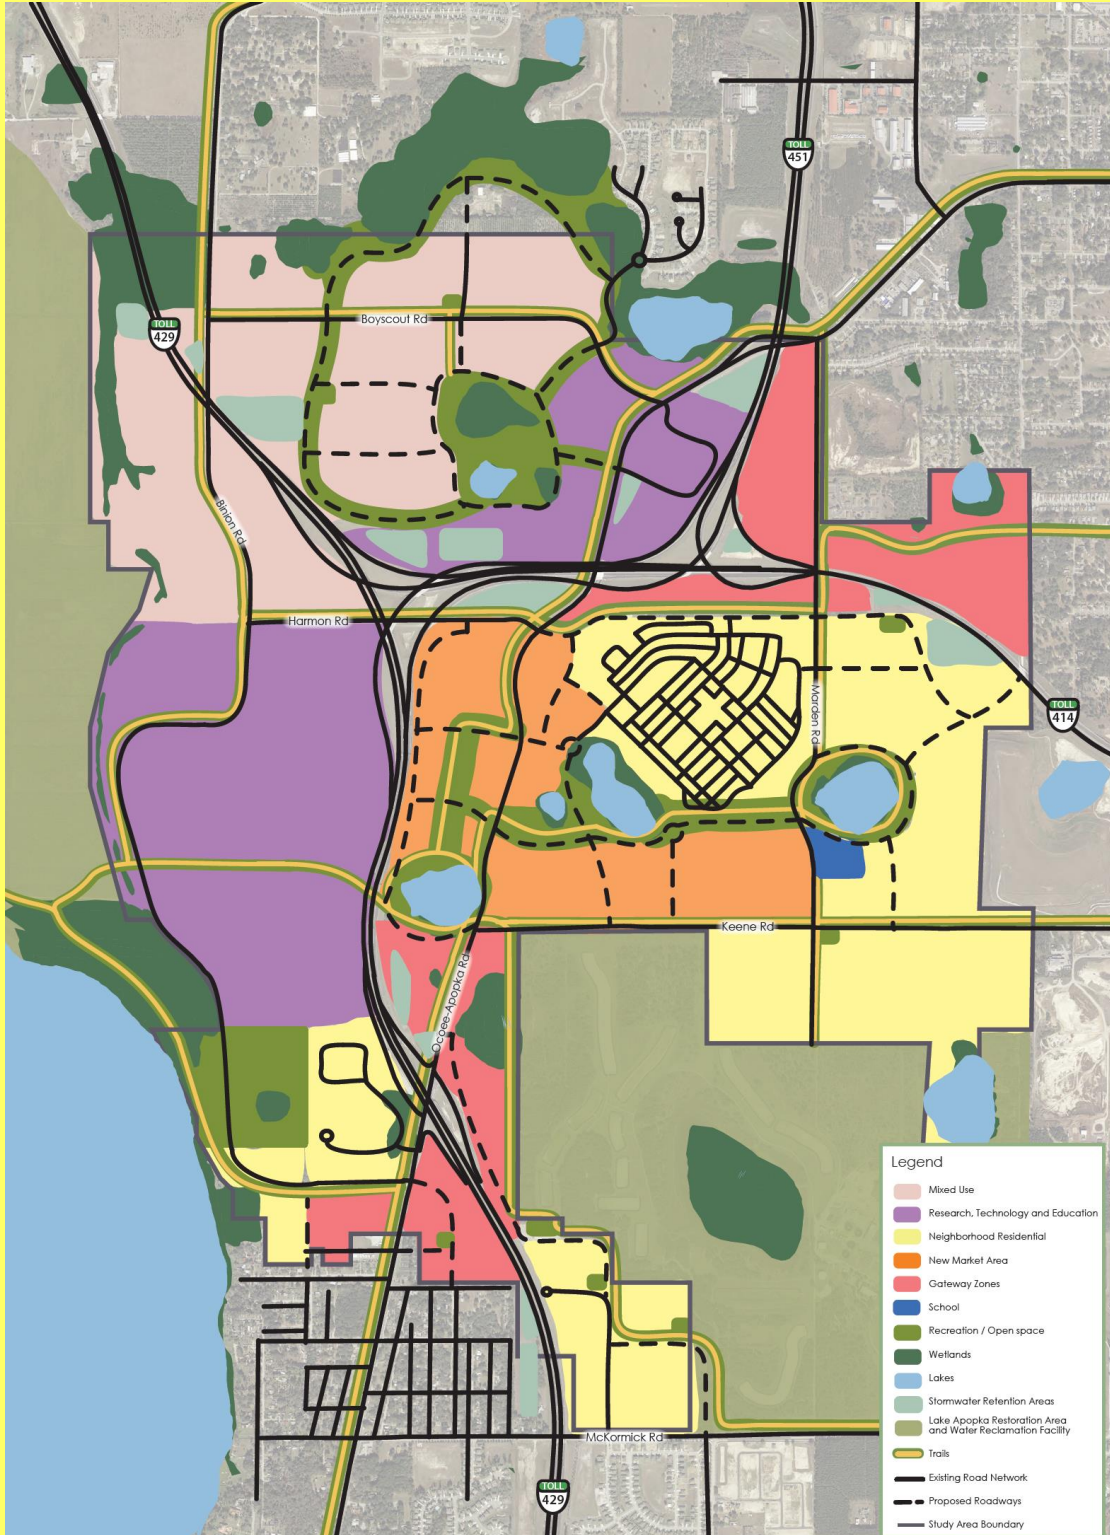 TOLL
451
Boyscout Rd
TOLL
429
Binion Rd
Harmon Rd
Marden Rd
TOLL
414
Keene Rd
Ocoee-Apopka Rd
McKormick Rd
TOLL
429
Legend
Mixed Use
Research, Technology and Education
Neighborhood Residential
New Market Area
Gateway Zones
School
Recreation / Open space
Wetlands
Lakes
Stormwater Retention Areas
Lake Apopka Restoration Area
and Water Reclamation Facility
Trails
Existing Road Network
Proposed Roadways
Study Area Boundary